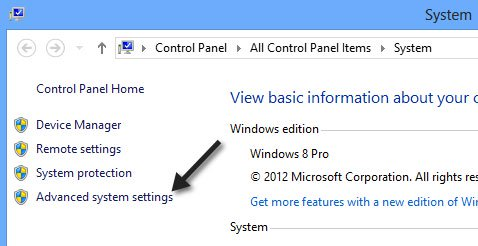 System
Control Panel ▸ All Control Panel Items ▸ System
Control Panel Home
Device Manager
Remote settings
System protection
Advanced system settings
View basic information about your
Windows edition
Windows 8 Pro
© 2012 Microsoft Corporation. All rights
Get more features with a new edition of
System